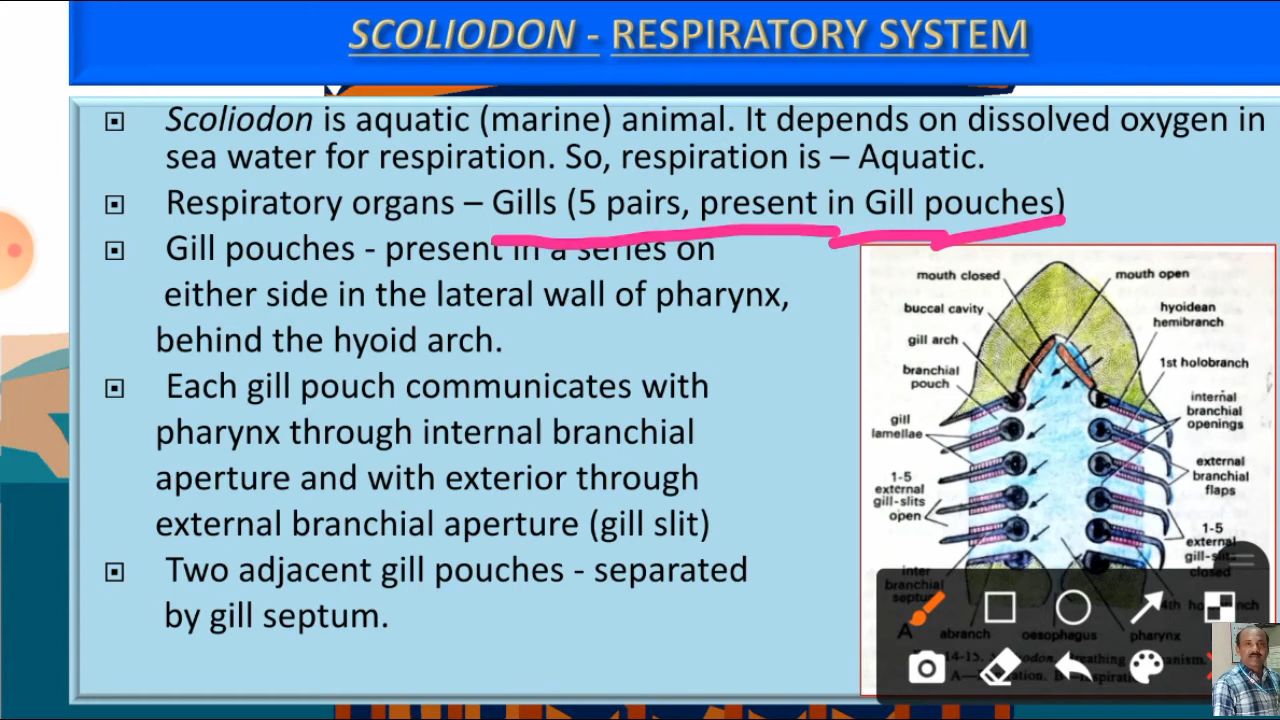 SCOLIODON - RESPIRATORY SYSTEM
Scoliodon is aquatic (marine) animal. It depends on dissolved oxygen in
sea water for respiration. So, respiration is – Aquatic.
Respiratory organs – Gills (5 pairs, present in Gill pouches)
Gill pouches - present in a series on
either side in the lateral wall of pharynx,
behind the hyoid arch.
Each gill pouch communicates with
pharynx through internal branchial
aperture and with exterior through
external branchial aperture (gill slit)
Two adjacent gill pouches - separated
by gill septum.
mouth closed
mouth open
buccal cavity
hyoidean
hemibranch
gill arch
1st holobranch
branchial
pouch
internal
branchial
openings
gill
lamellae
external
branchial
flaps
1-5
external
gill-slits
open
1-5
external
gill-slit
closed
inter
branchial
septum
4th
A
abranch
oesophagus
pharynx
14-15.